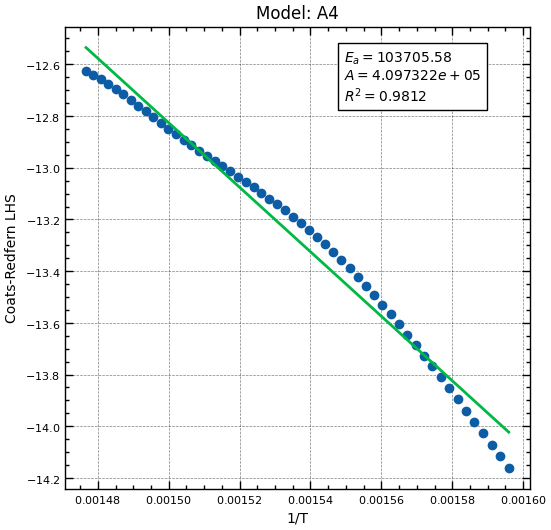 Model: A4
−12.6
−12.8
−13.0
−13.2
−13.4
−13.6
−13.8
−14.0
−14.2
Coats-Redfern LHS
E_a = 103705.58
A = 4.097322e + 05
R² = 0.9812
0.00148 0.00150 0.00152 0.00154 0.00156 0.00158 0.00160
1/T